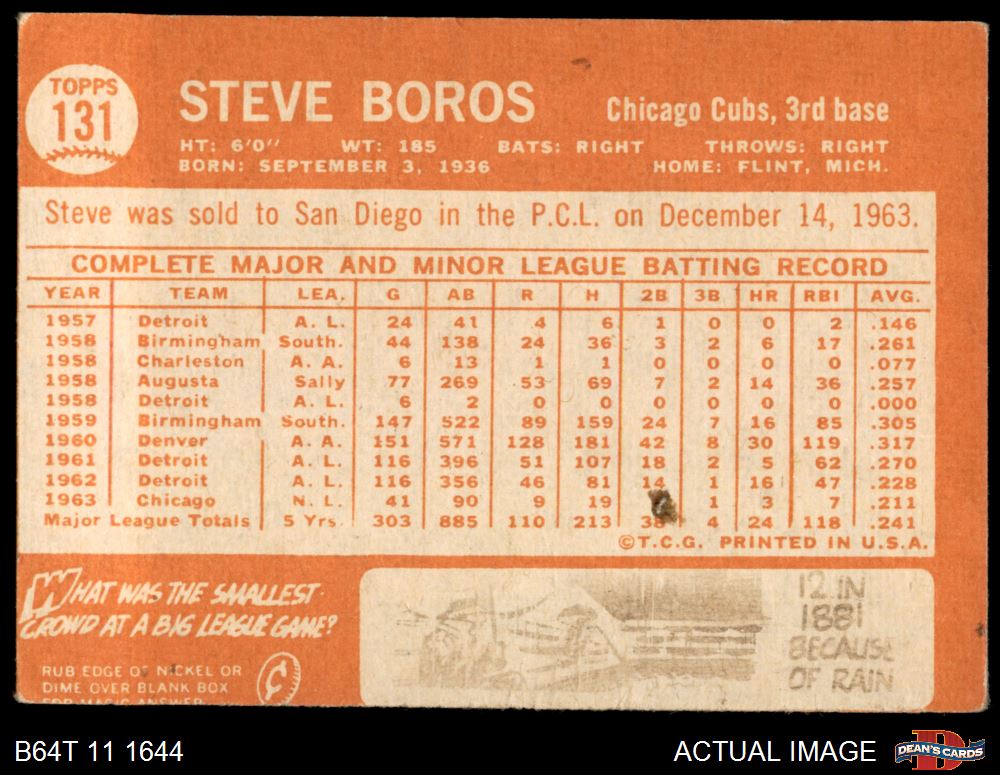 TOPPS
131
STEVE BOROS
Chicago Cubs, 3rd base
HT: 6'0" WT: 185 BATS: RIGHT THROWS: RIGHT
BORN: SEPTEMBER 3, 1936 HOME: FLINT, MICH.
Steve was sold to San Diego in the P.C.L. on December 14, 1963.
COMPLETE MAJOR AND MINOR LEAGUE BATTING RECORD
YEAR TEAM LEA. G AB R H 2B 3B HR RBI AVG.
1957 Detroit A. L. 24 41 4 6 1 0 0 2 .146
1958 Birmingham South. 44 138 24 36 3 2 6 17 .261
1958 Charleston A. A. 6 13 1 1 0 0 0 0 .077
1958 Augusta Sally 77 269 53 69 7 2 14 36 .257
1958 Detroit A. L. 6 2 0 0 0 0 0 0 .000
1959 Birmingham South. 147 522 89 159 24 7 16 85 .305
1960 Denver A. A. 151 571 128 181 42 8 30 119 .317
1961 Detroit A. L. 116 396 51 107 18 2 5 62 .270
1962 Detroit A. L. 116 356 46 81 14 1 16 47 .228
1963 Chicago N. L. 41 90 9 19 1 3 7 .211
Major League Totals 5 Yrs. 303 885 110 213 38 4 24 118 .241
©T.C.G. PRINTED IN U.S.A.
WHAT WAS THE SMALLEST
CROWD AT A BIG LEAGUE GAME?
RUB EDGE OF NICKEL OR
DIME OVER BLANK BOX
FOR MAGIC ANSWER
12 IN
1881
BECAUSE
OF RAIN
B64T 11 1644
ACTUAL IMAGE
DEAN'S CARDS